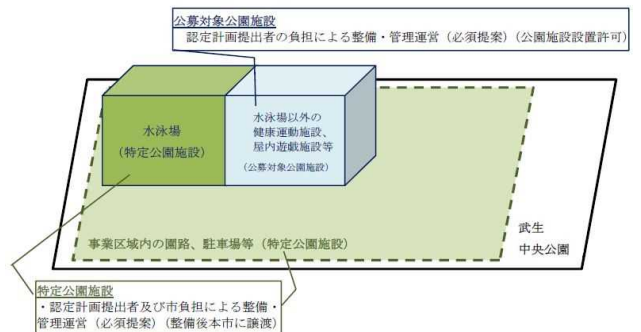 公募対象公園施設
認定計画提出者の負担による整備・管理運営（必須提案）（公園施設設置許可）
水泳場
（特定公園施設）
水泳場以外の
健康運動施設、
屋内遊戯施設等
（公募対象公園施設）
事業区域内の園路、駐車場等（特定公園施設）
武生
中央公園
特定公園施設
・認定計画提出者及び市負担による整備・
管理運営（必須提案）（整備後本市に譲渡）